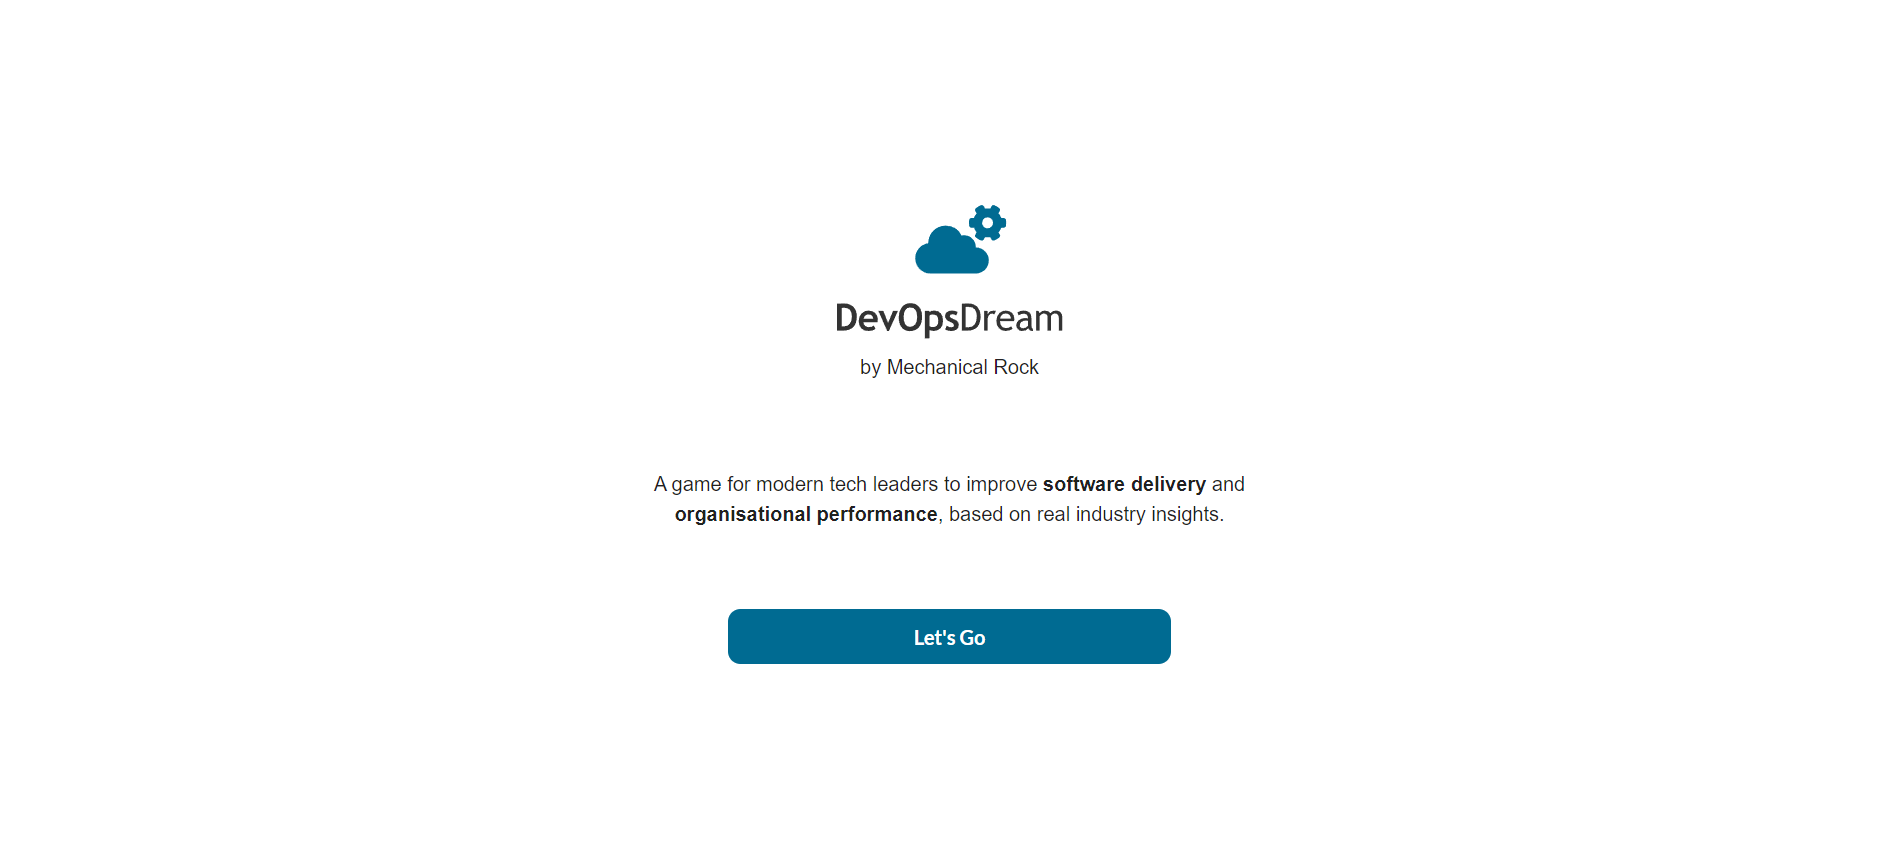 DevOpsDream
by Mechanical Rock
A game for modern tech leaders to improve software delivery and
organisational performance, based on real industry insights.
Let's Go